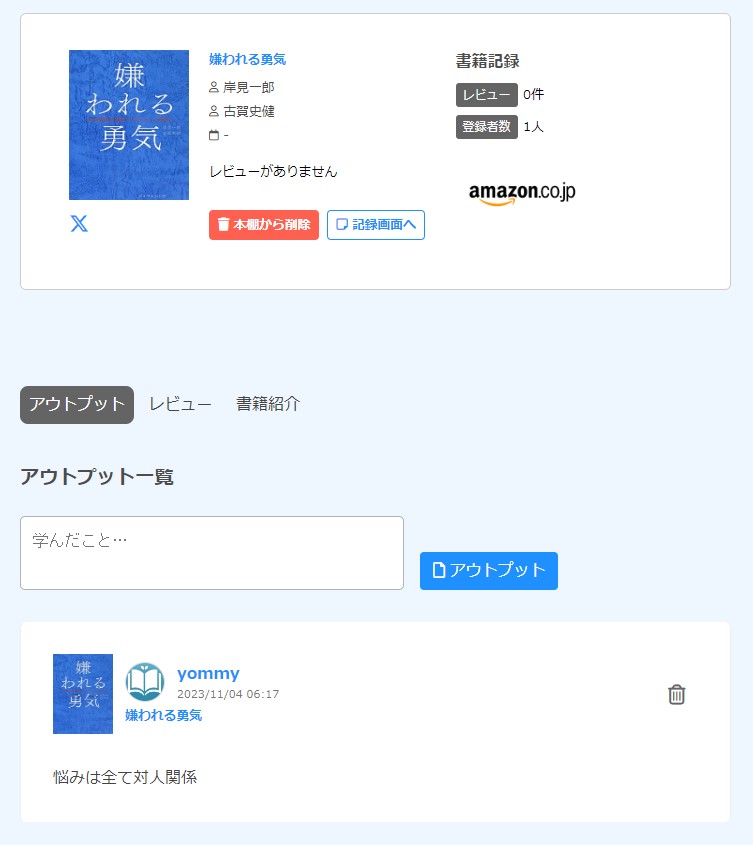 嫌
われる
勇気
嫌われる勇気
岸見一郎
古賀史健
-
レビューがありません
本棚から削除
記録画面へ
書籍記録
レビュー 0件
登録者数 1人
amazon.co.jp
アウトプット レビュー 書籍紹介
アウトプット一覧
学んだこと…
アウトプット
嫌
われる
勇気
yommy
2023/11/04 06:17
嫌われる勇気
悩みは全て対人関係